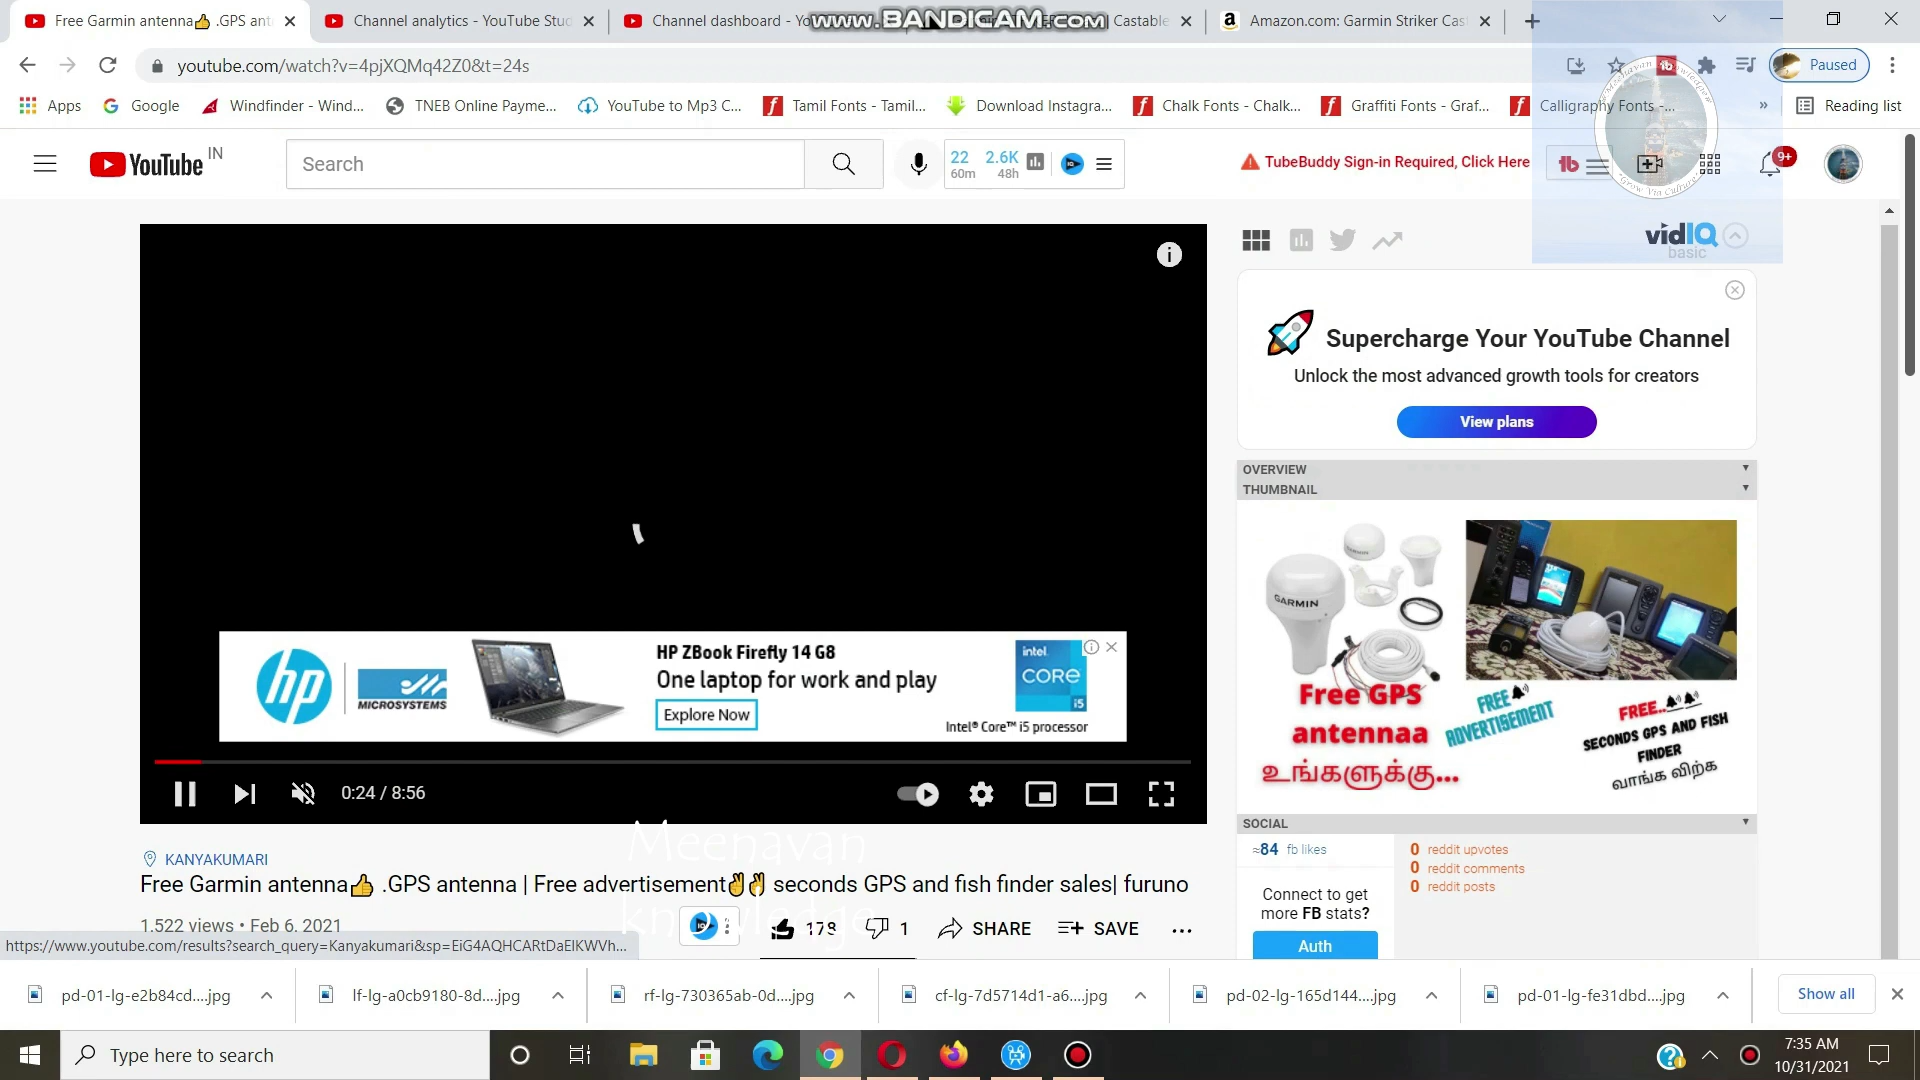 Free Garmin antenna👍 .GPS ant
Channel analytics - YouTube Stud
Channel dashboard - Yo
www.BANDICAM.com
Castable
Amazon.com: Garmin Striker Cas
youtube.com/watch?v=4pjXQMq42Z0&t=24s
Paused
Apps
Google
Windfinder - Wind...
TNEB Online Payme...
YouTube to Mp3 C...
Tamil Fonts - Tamil...
Download Instagra...
Chalk Fonts - Chalk...
Graffiti Fonts - Graf...
Calligraphy Fonts -...
»
Reading list
YouTube IN
Search
22 2.6K
60m 48h
TubeBuddy Sign-in Required, Click Here
tb
"Grow Via Culture"
9+
vidIQ
basic
Supercharge Your YouTube Channel
Unlock the most advanced growth tools for creators
View plans
OVERVIEW
THUMBNAIL
GARMIN
Free GPS
antennaa
உங்களுக்கு...
FREE
ADVERTISEMENT
FREE..
SECONDS GPS AND FISH
FINDER
வாங்க விற்க
hp
MICROSYSTEMS
HP ZBook Firefly 14 G8
One laptop for work and play
Explore Now
intel.
CORE
i5
Intel® Core™ i5 processor
0:24 / 8:56
Meenavan
knowledge
KANYAKUMARI
Free Garmin antenna👍 .GPS antenna | Free advertisement✌✌ seconds GPS and fish finder sales| furuno
1,522 views • Feb 6, 2021
178
1
SHARE
SAVE
...
SOCIAL
≈84 fb likes
0 reddit upvotes
0 reddit comments
0 reddit posts
Connect to get
more FB stats?
Auth
https://www.youtube.com/results?search_query=Kanyakumari&sp=EiG4AQHCARtDaElKWVh...
pd-01-lg-e2b84cd....jpg
lf-lg-a0cb9180-8d....jpg
rf-lg-730365ab-0d....jpg
cf-lg-7d5714d1-a6....jpg
pd-02-lg-165d144....jpg
pd-01-lg-fe31dbd....jpg
Show all
Type here to search
7:35 AM
10/31/2021